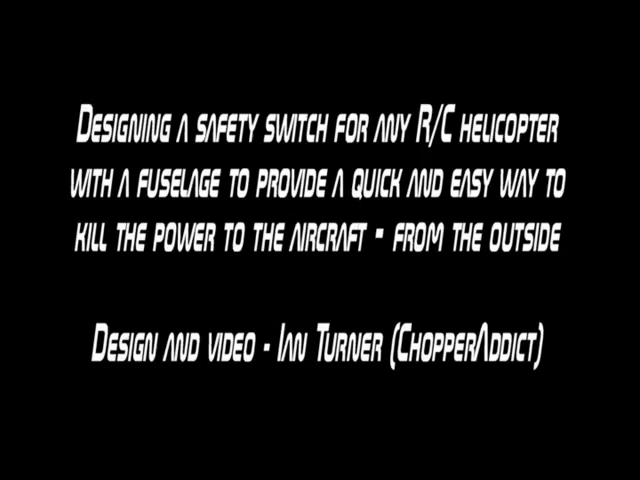 Designing a safety switch for any R/C helicopter
with a fuselage to provide a quick and easy way to
kill the power to the aircraft - from the outside
Design and video - Ian Turner (ChopperAddict)